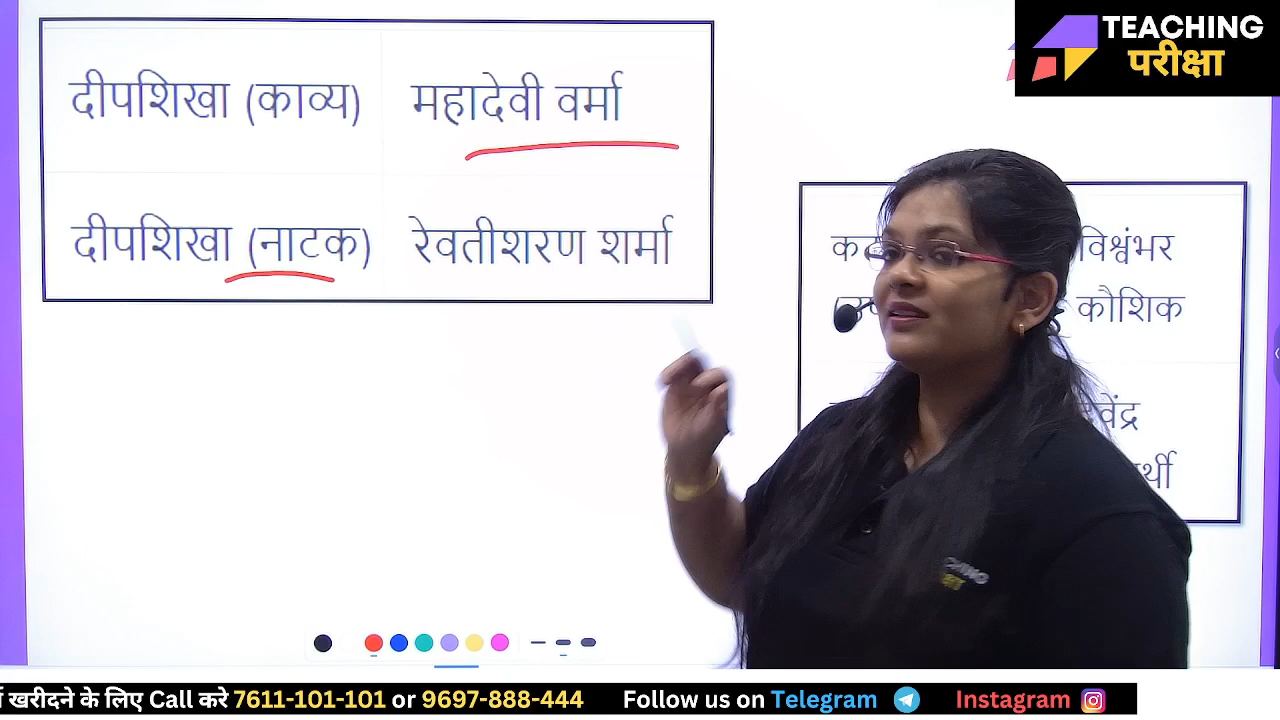 TEACHING
परीक्षा
दीपशिखा (काव्य) महादेवी वर्मा
दीपशिखा (नाटक) रेवतीशरण शर्मा
विश्वंभर
कौशिक
खरीदने के लिए Call करे 7611-101-101 or 9697-888-444 Follow us on Telegram Instagram